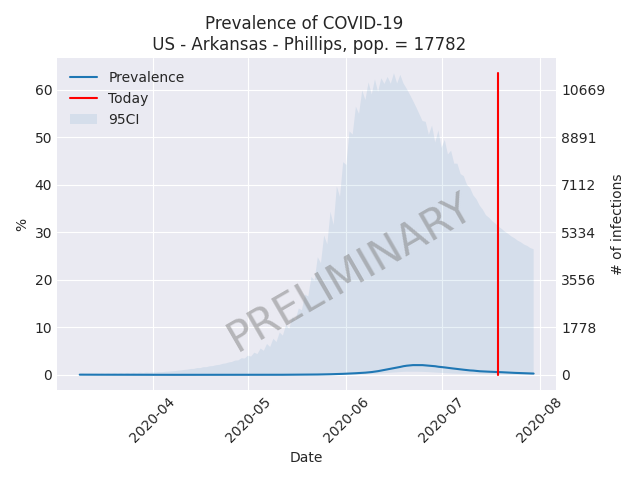 Prevalence of COVID-19
US - Arkansas - Phillips, pop. = 17782
Prevalence
Today
95CI
60
50
40
30
20
10
0
%
10669
8891
7112
5334
3556
1778
0
# of infections
PRELIMINARY
2020-04
2020-05
2020-06
2020-07
2020-08
Date